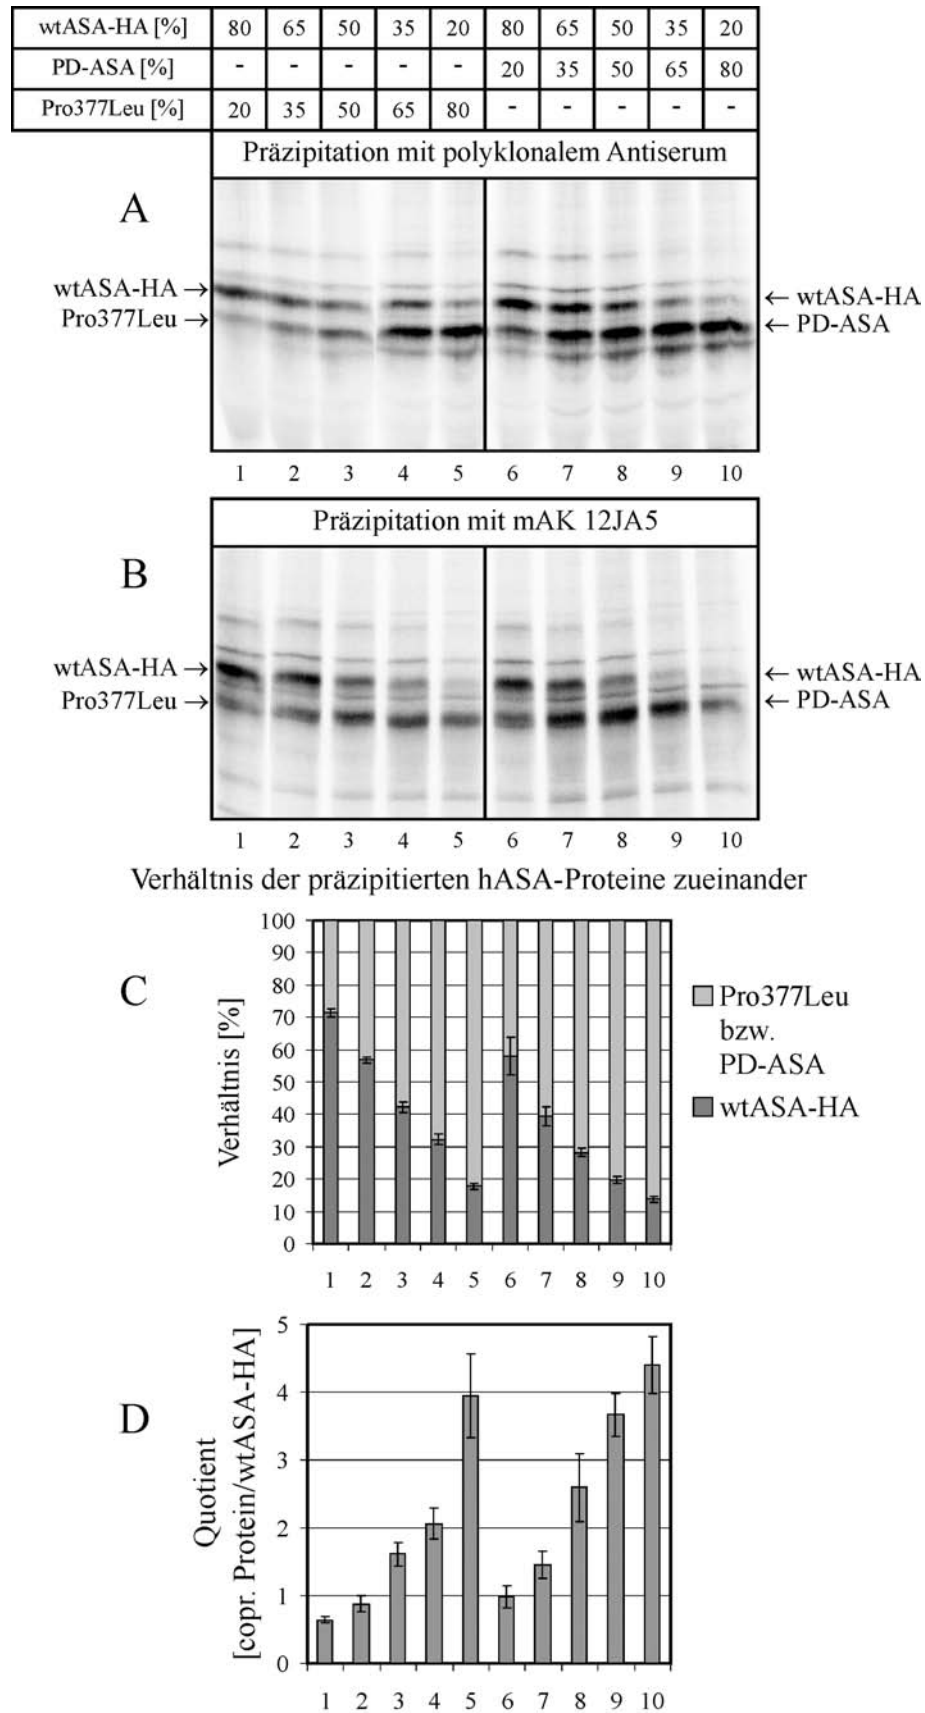 wtASA-HA [%] 80 65 50 35 20 80 65 50 35 20
PD-ASA [%] - - - - - 20 35 50 65 80
Pro377Leu [%] 20 35 50 65 80 - - - - -
Präzipitation mit polyklonalem Antiserum
A
wtASA-HA →
Pro377Leu →
← wtASA-HA
← PD-ASA
1 2 3 4 5 6 7 8 9 10
Präzipitation mit mAK 12JA5
B
wtASA-HA →
Pro377Leu →
← wtASA-HA
← PD-ASA
1 2 3 4 5 6 7 8 9 10
Verhältnis der präzipitierten hASA-Proteine zueinander
C
Verhältnis [%]
100
90
80
70
60
50
40
30
20
10
0
1 2 3 4 5 6 7 8 9 10
Pro377Leu
bzw.
PD-ASA
wtASA-HA
D
Quotient
[copr. Protein/wtASA-HA]
5
4
3
2
1
0
1 2 3 4 5 6 7 8 9 10